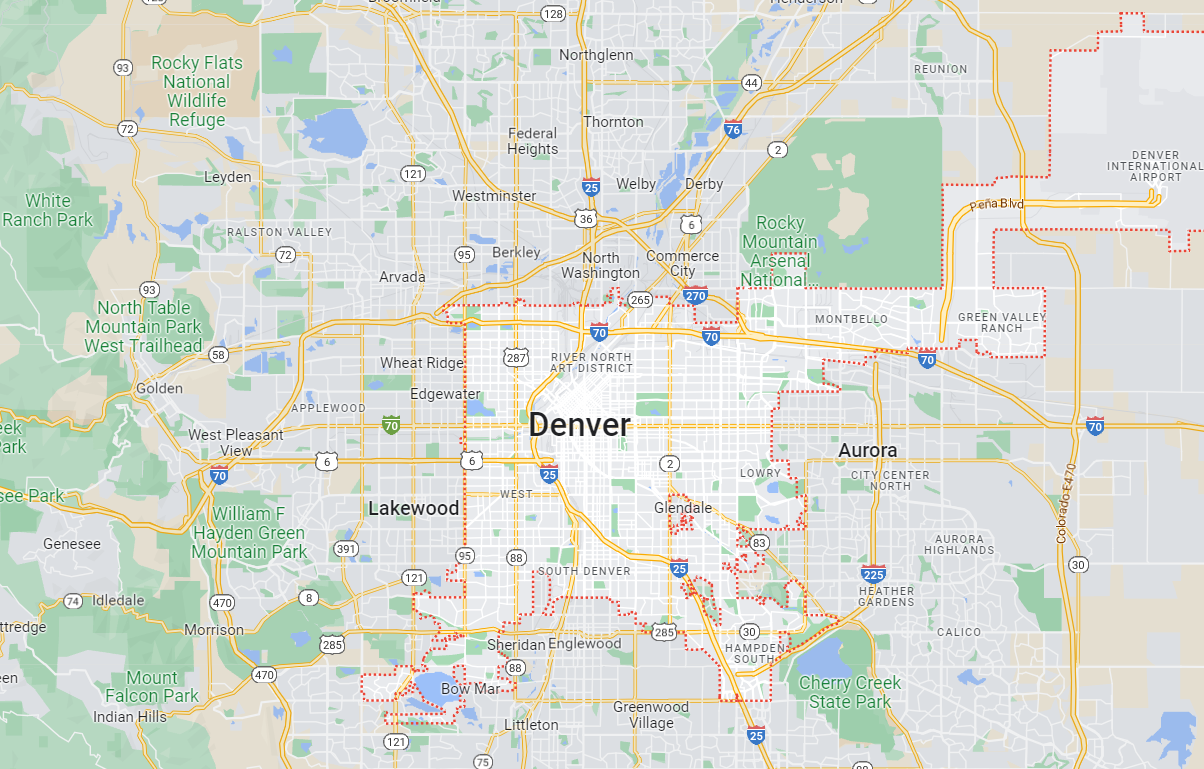 Broomfield
Henderson
128
93
Rocky Flats
National
Wildlife
Refuge
Northglenn
REUNION
44
76
72
Thornton
Federal
Heights
2
DENVER
INTERNATIONAL
AIRPORT
121
Leyden
25
Welby
Derby
Westminster
White
Ranch Park
Peña Blvd
36
6
RALSTON VALLEY
Rocky
Mountain
Arsenal
National...
72
95
Berkley
North
Washington
Commerce
City
Arvada
93
265
270
North Table
Mountain Park
West Trailhead
MONTBELLO
GREEN VALLEY
RANCH
70
70
58
Wheat Ridge
287
RIVER NORTH
ART DISTRICT
70
Golden
Edgewater
APPLEWOOD
Denver
70
70
West Pleasant
View
eek
Park
Aurora
6
6
2
70
25
LOWRY
CITY CENTER
NORTH
see Park
WEST
Colorado E470
Lakewood
Glendale
William F
Hayden Green
Mountain Park
Genesee
391
95
88
83
AURORA
HIGHLANDS
30
SOUTH DENVER
25
121
225
HEATHER
GARDENS
74
Idledale
470
8
ttredge
Morrison
285
285
30
CALICO
Sheridan
Englewood
HAMPDEN
SOUTH
88
470
een
Mount
Falcon Park
Bow Mar
Cherry Creek
State Park
Indian Hills
Greenwood
Village
Littleton
25
121
75